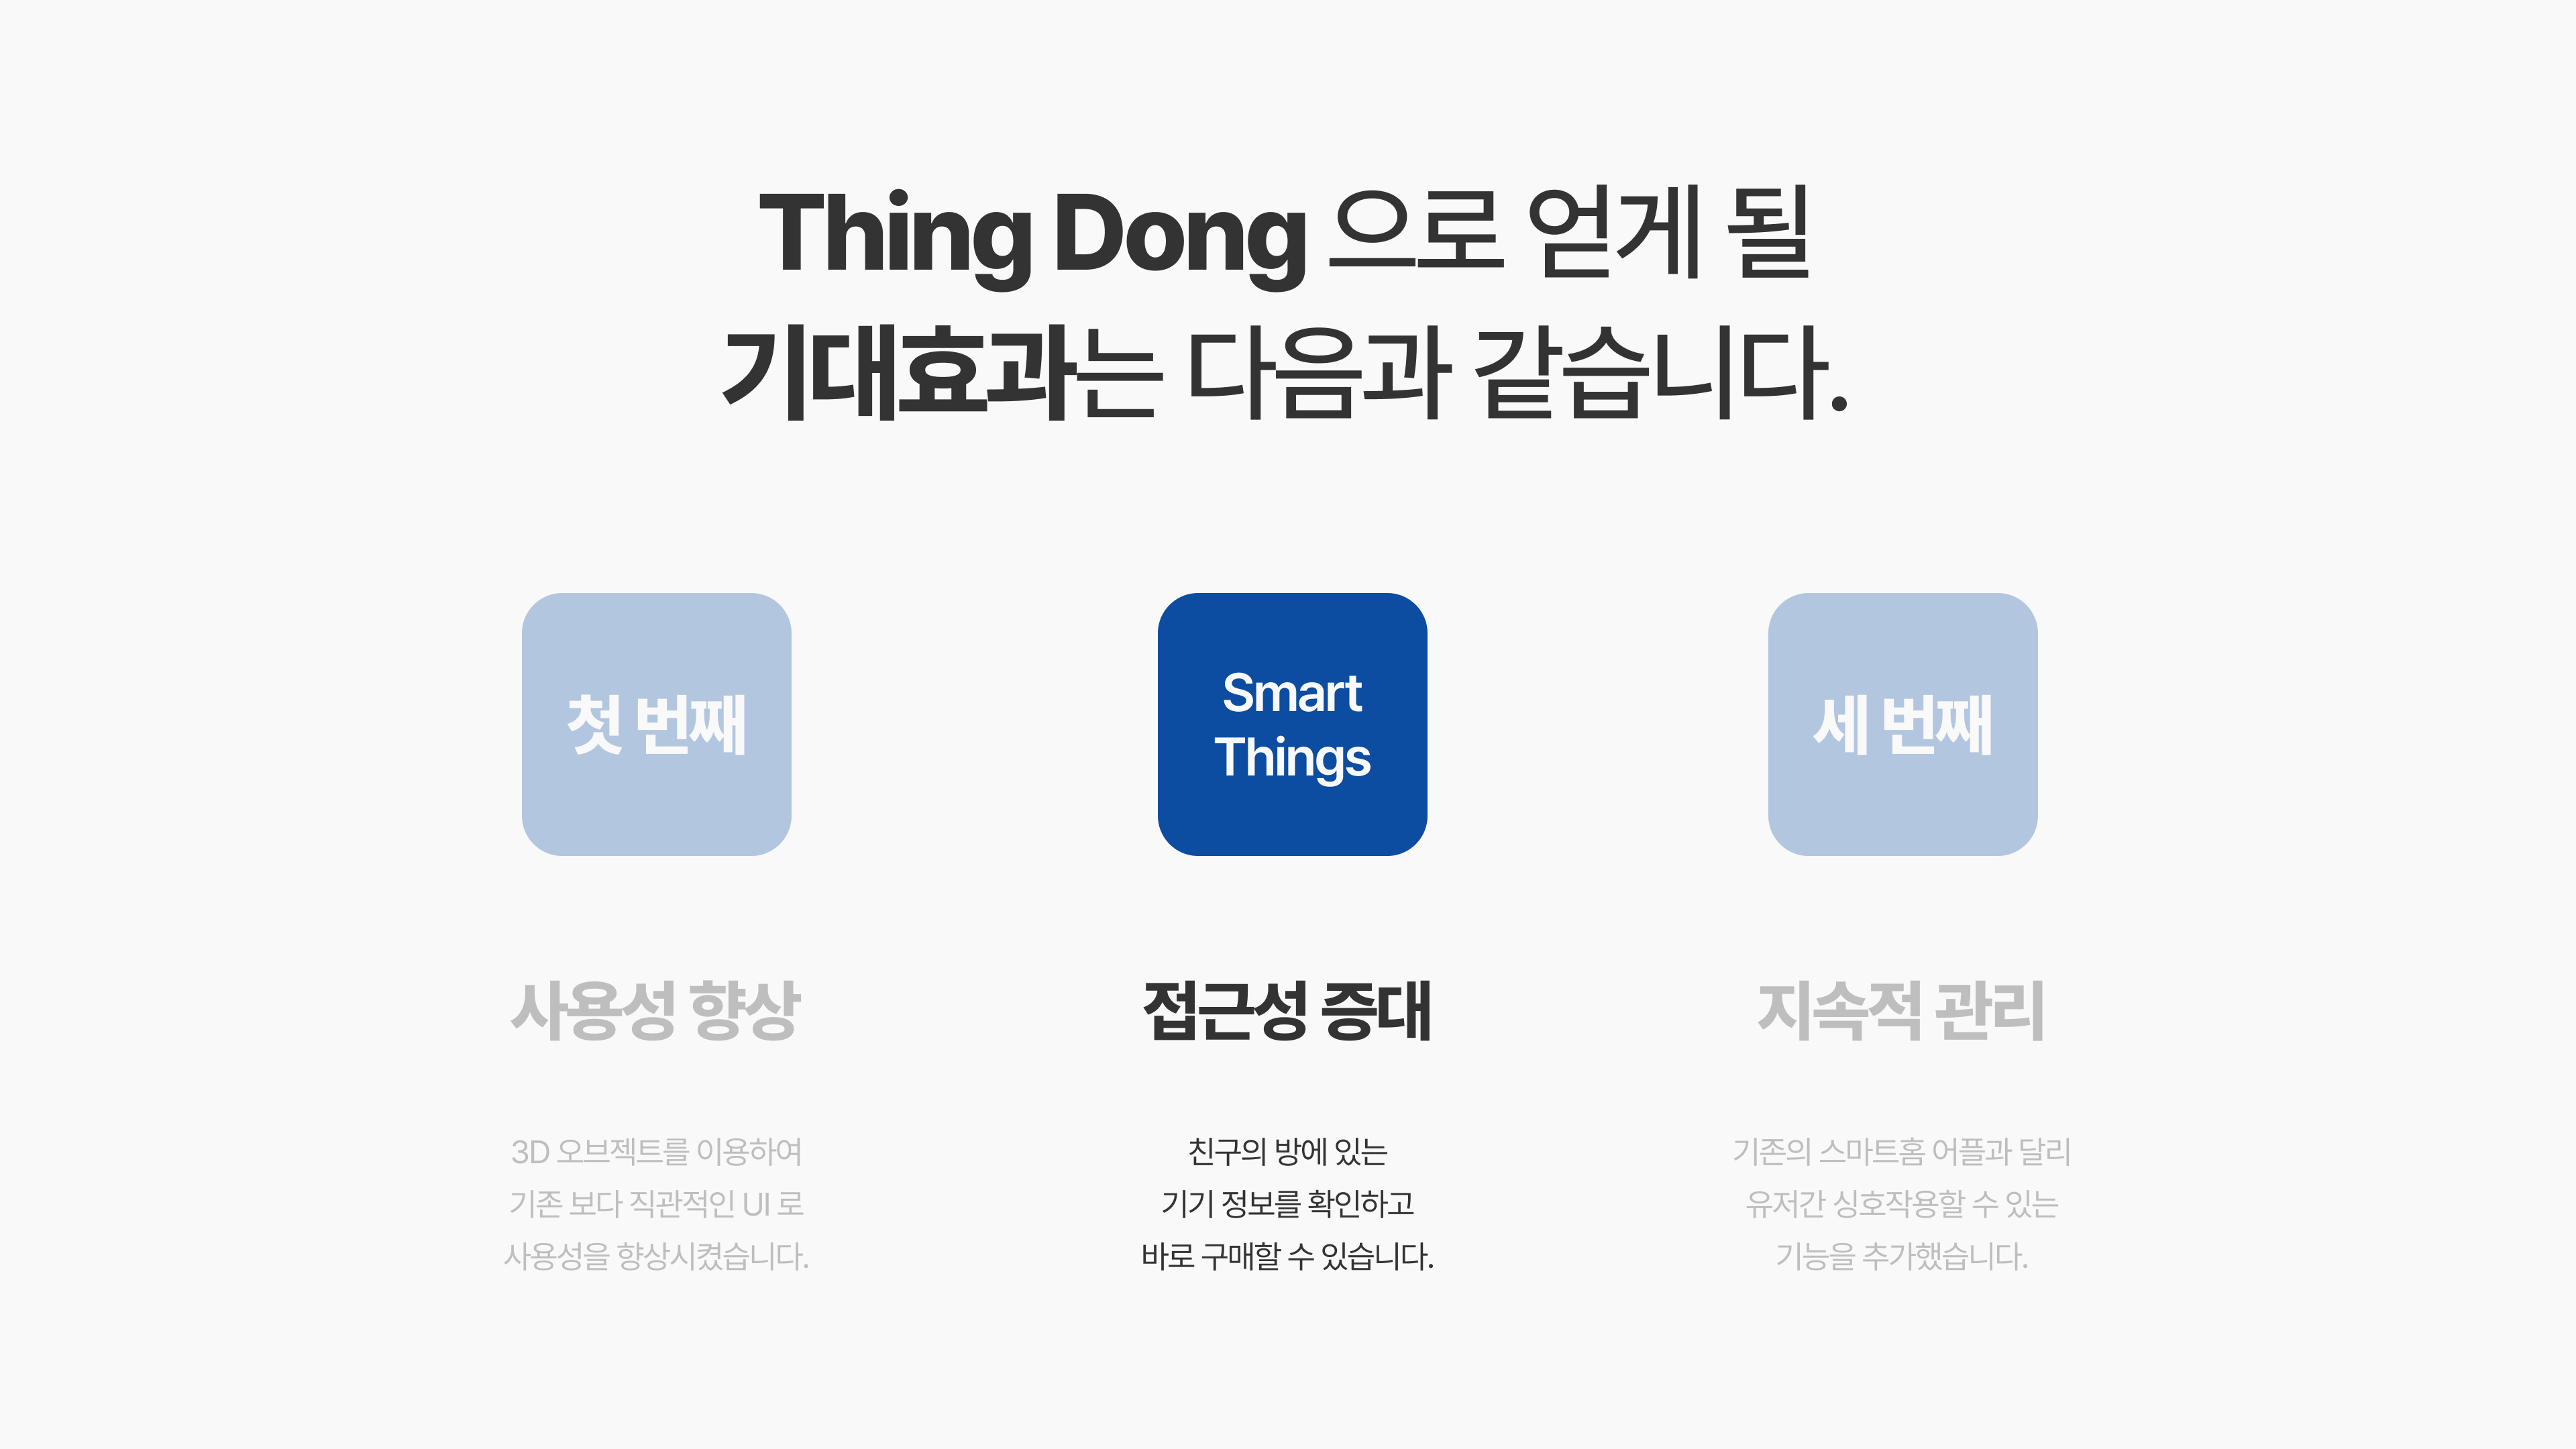 Thing Dong 으로 얻게 될
기대효과는 다음과 같습니다.
첫 번째
Smart
Things
세 번째
사용성 향상
접근성 증대
지속적 관리
3D 오브젝트를 이용하여
기존 보다 직관적인 UI 로
사용성을 향상시켰습니다.
친구의 방에 있는
기기 정보를 확인하고
바로 구매할 수 있습니다.
기존의 스마트홈 어플과 달리
유저간 싱호작용할 수 있는
기능을 추가했습니다.